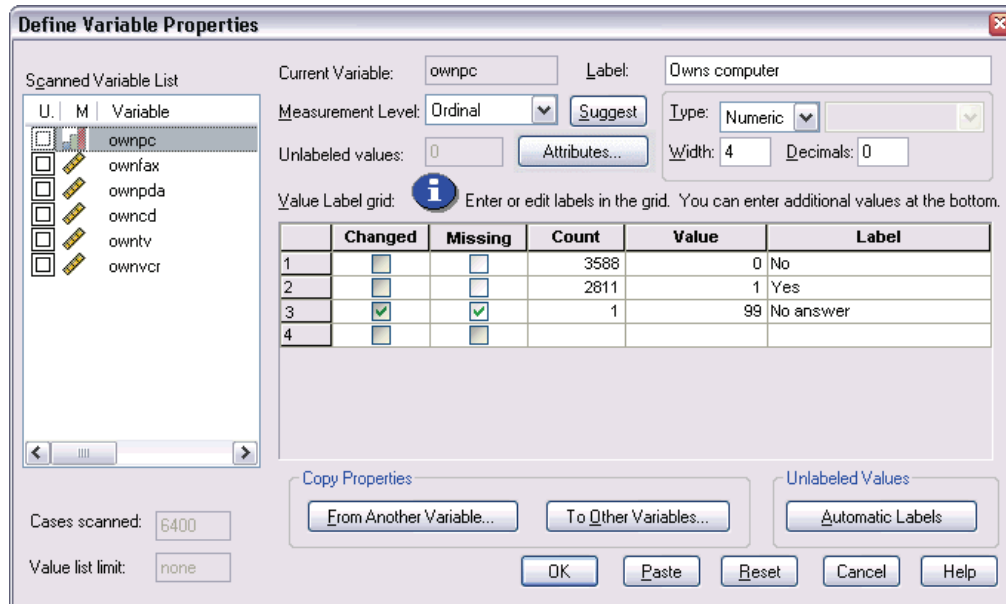 Define Variable Properties
Scanned Variable List
U. M Variable
ownpc
ownfax
ownpda
owncd
owntv
ownvcr
Cases scanned: 6400
Value list limit: none
Current Variable: ownpc Label: Owns computer
Measurement Level: Ordinal Suggest Type: Numeric
Unlabeled values: 0 Attributes... Width: 4 Decimals: 0
Value Label grid: i Enter or edit labels in the grid. You can enter additional values at the bottom.
Changed Missing Count Value Label
1 3588 0 No
2 2811 1 Yes
3 1 99 No answer
4
Copy Properties
From Another Variable... To Other Variables...
Unlabeled Values
Automatic Labels
OK Paste Reset Cancel Help